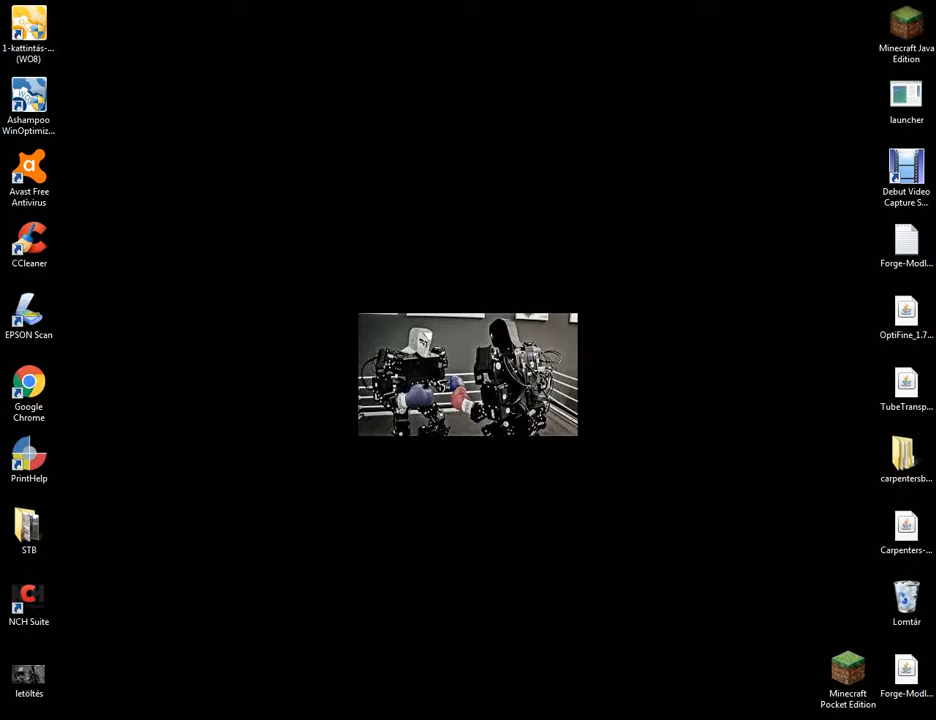 1-kattintás-...
(WO8)
Ashampoo
WinOptimiz...
Avast Free
Antivirus
CCleaner
EPSON Scan
Google
Chrome
PrintHelp
STB
NCH Suite
letöltés
Minecraft Java
Edition
launcher
Debut Video
Capture S...
Forge-Modl...
OptiFine_1.7...
TubeTransp...
carpentersb...
Carpenters-...
Lomtár
Minecraft
Pocket Edition
Forge-Modl...